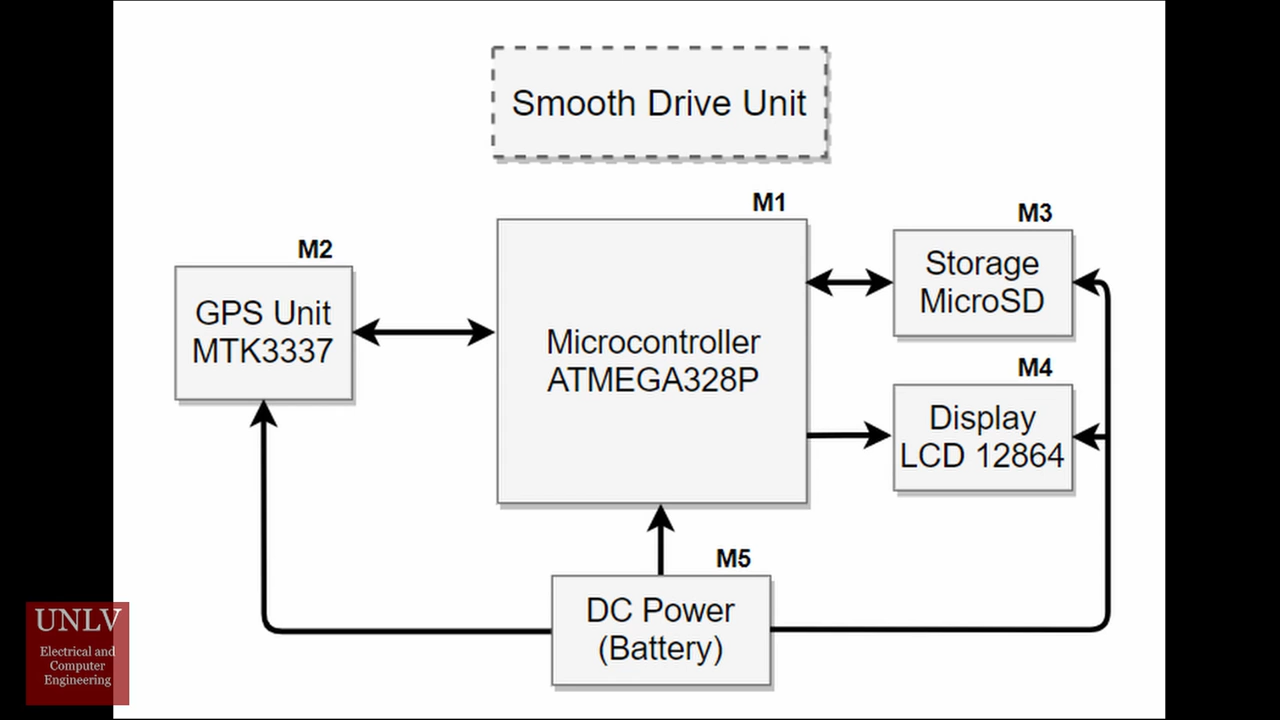 Smooth Drive Unit
M1
M3
M2
Storage
MicroSD
GPS Unit
MTK3337
Microcontroller
ATMEGA328P
M4
Display
LCD 12864
M5
DC Power
(Battery)
UNLV
Electrical and
Computer
Engineering